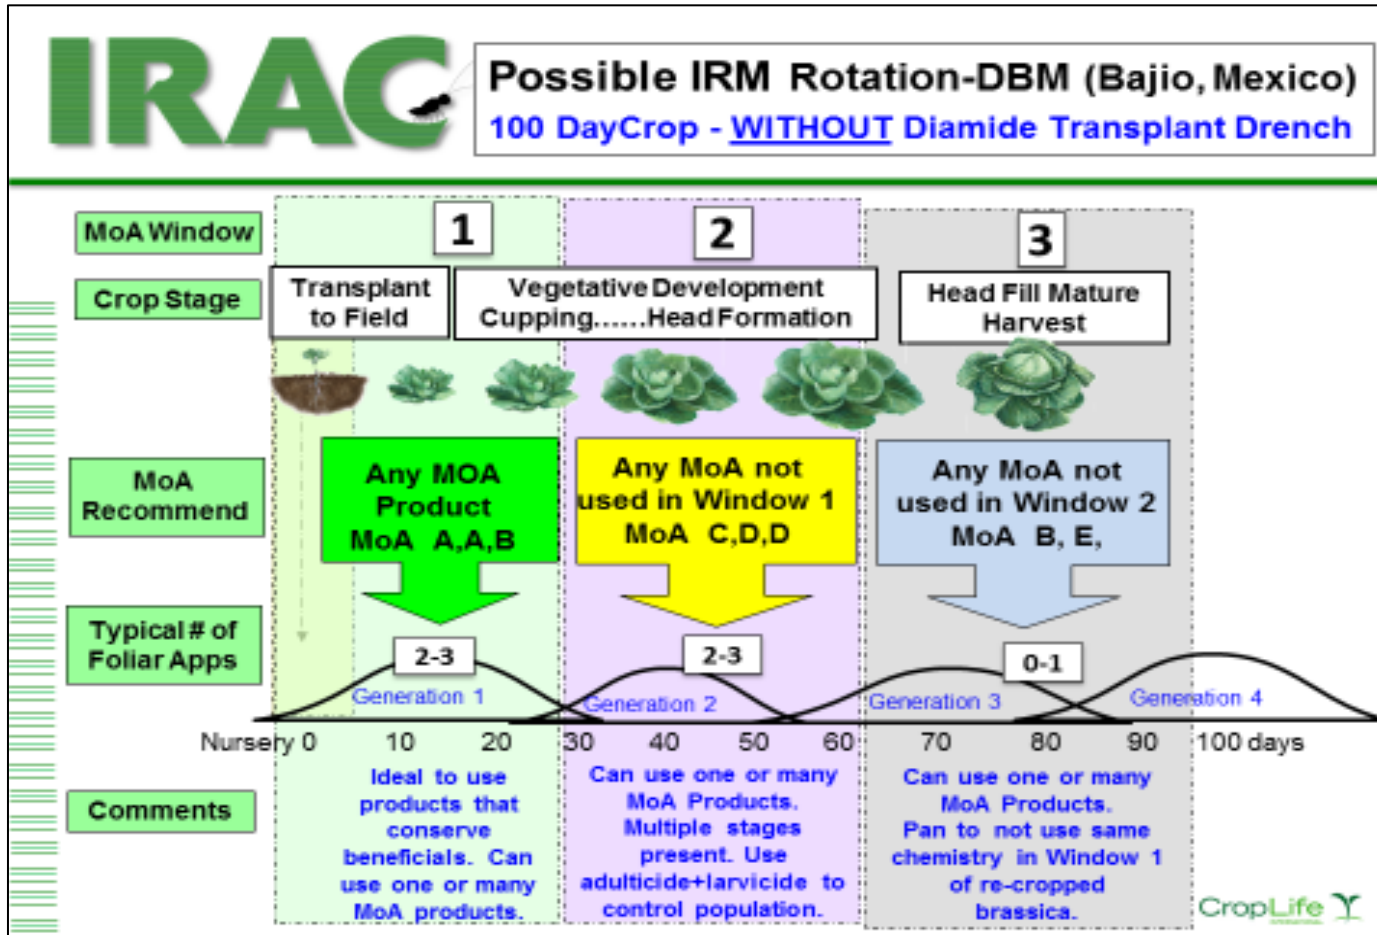 IRAC
Possible IRM Rotation-DBM (Bajio, Mexico)
100 DayCrop - WITHOUT Diamide Transplant Drench
MoA Window
1
2
3
Crop Stage
Transplant
to Field
Vegetative Development
Cupping......Head Formation
Head Fill Mature
Harvest
MoA
Recommend
Any MOA
Product
MoA A,A,B
Any MoA not
used in Window 1
MoA C,D,D
Any MoA not
used in Window 2
MoA B, E,
Typical # of
Foliar Apps
2-3
2-3
0-1
Generation 1
Generation 2
Generation 3
Generation 4
Nursery 0 10 20 30 40 50 60 70 80 90 100 days
Comments
Ideal to use
products that
conserve
beneficials. Can
use one or many
MoA products.
Can use one or many
MoA Products.
Multiple stages
present. Use
adulticide+larvicide to
control population.
Can use one or many
MoA Products.
Pan to not use same
chemistry in Window 1
of re-cropped
brassica.
CropLife